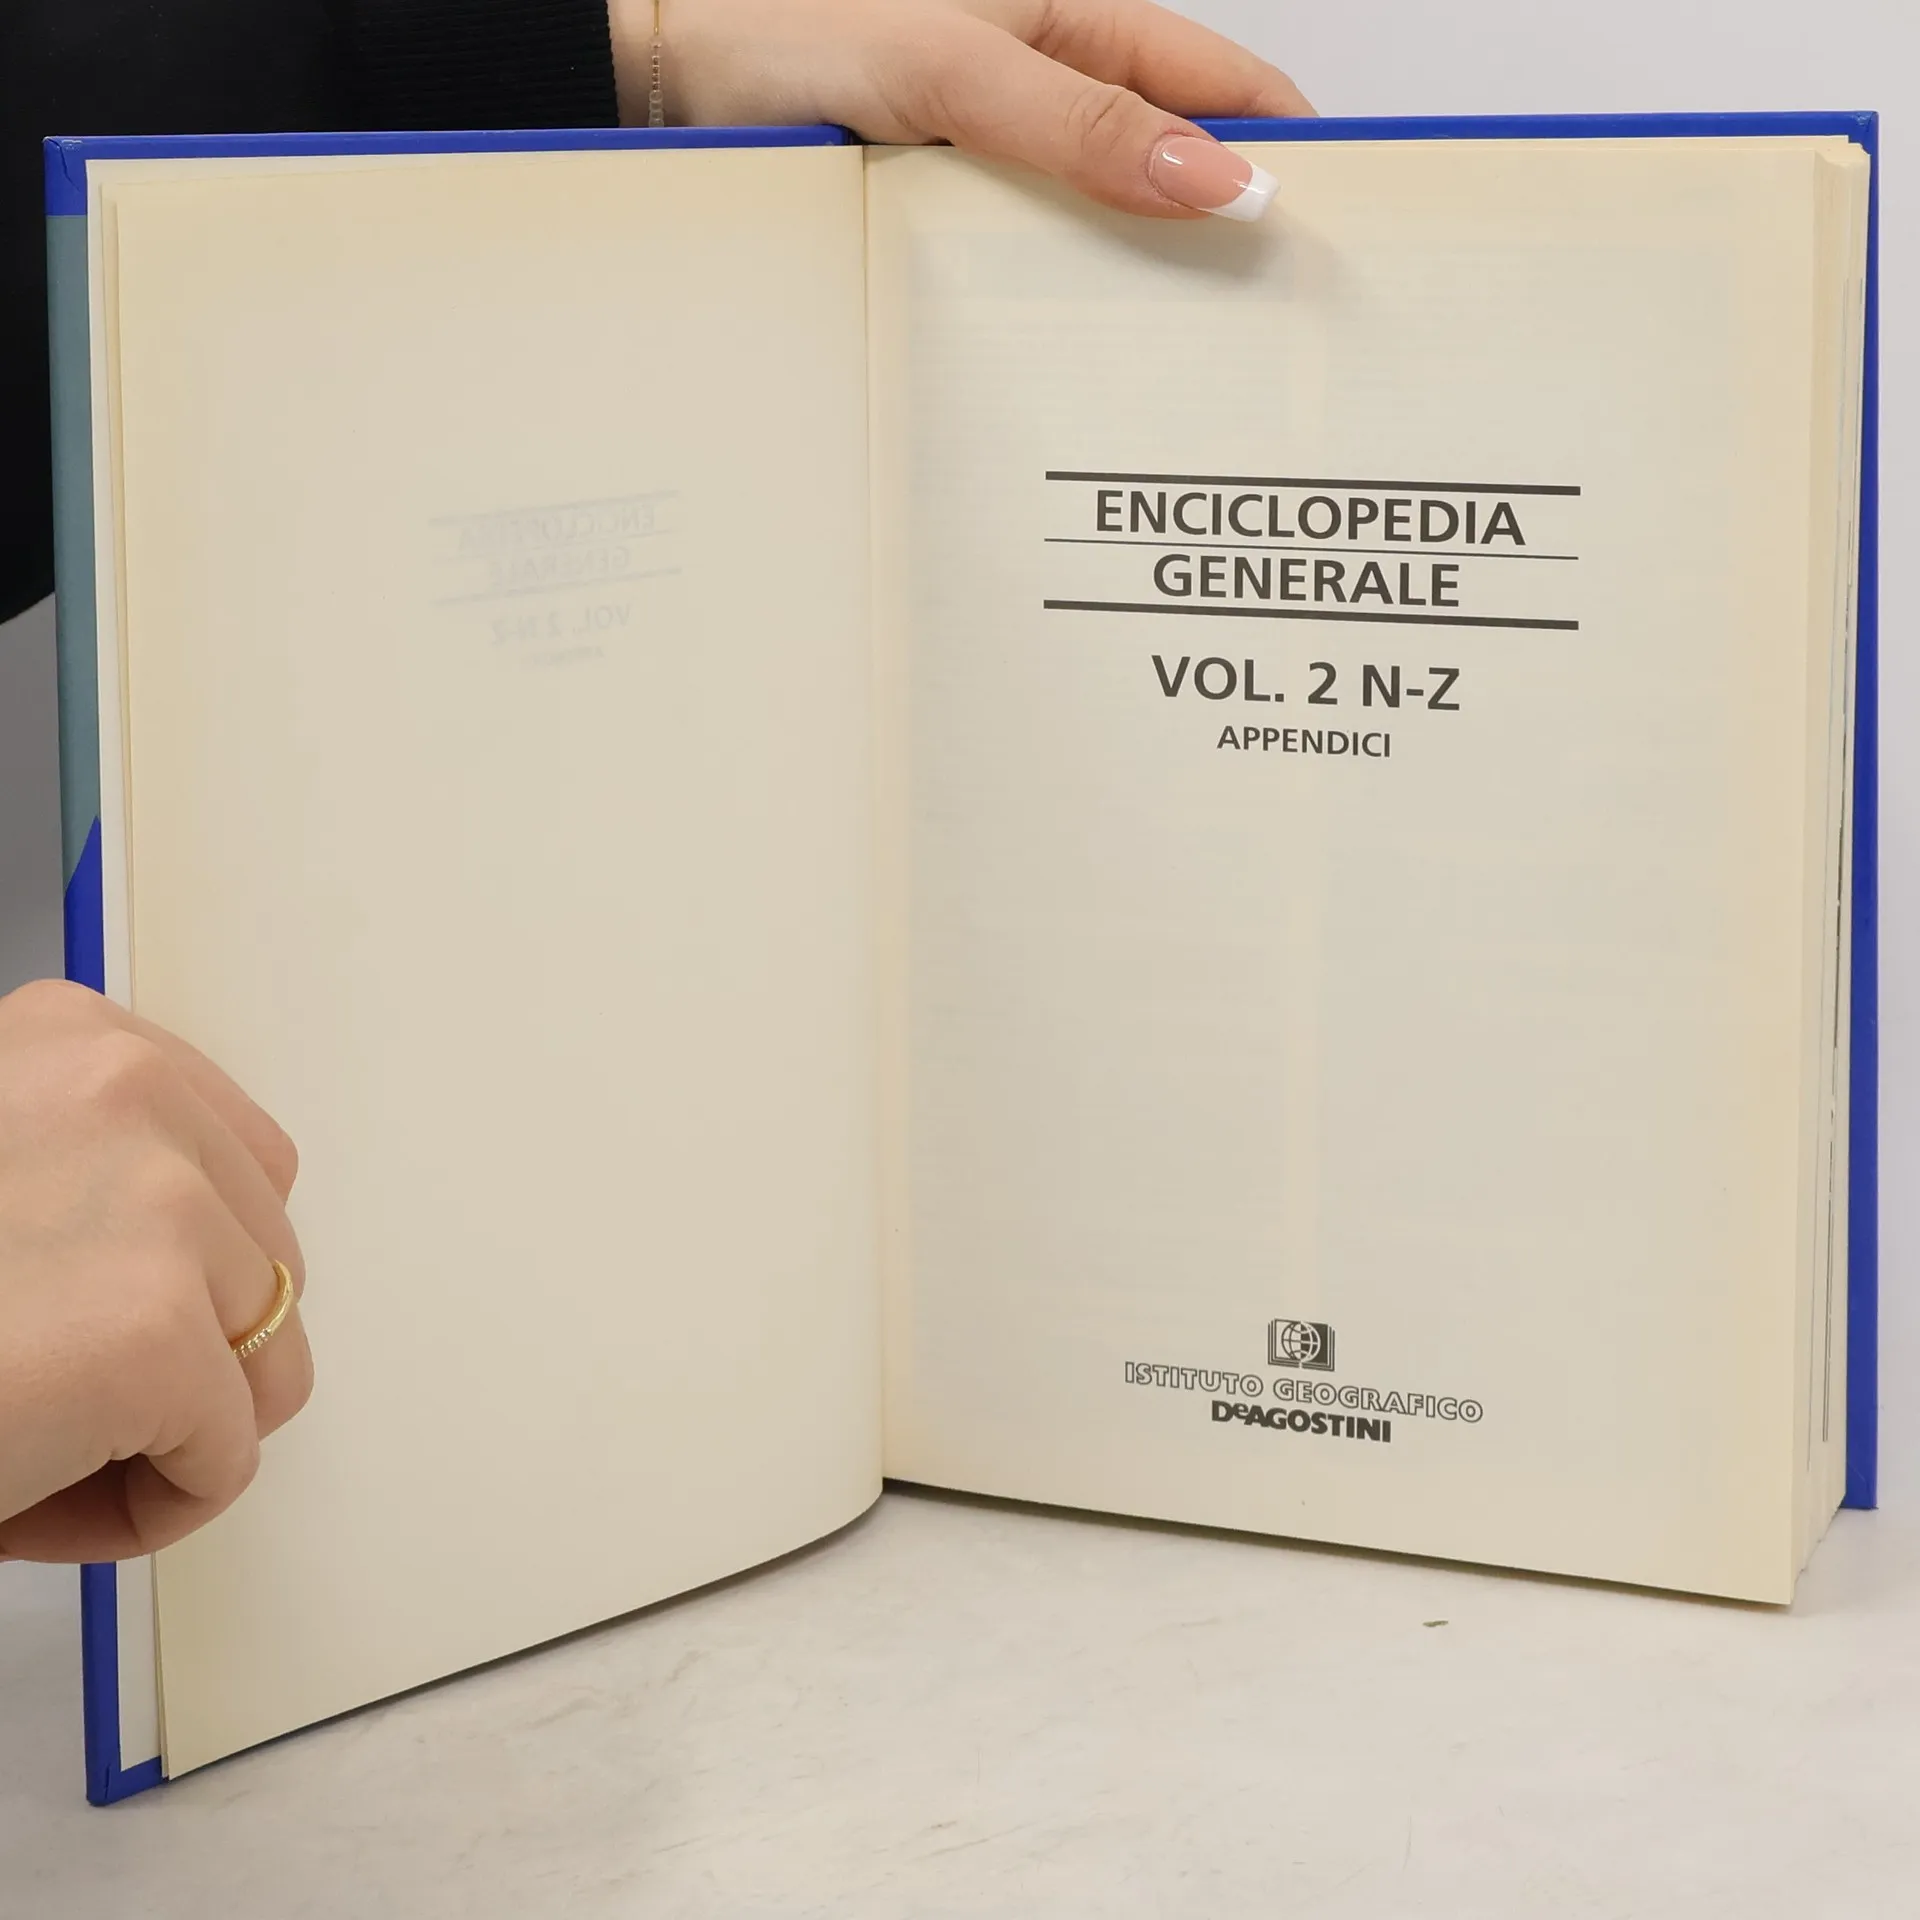 ENCICLOPEDIA
GENERALE
VOL. 2 N-Z
APPENDICI
ISTITUTO GEOGRAFICO
DeAGOSTINI